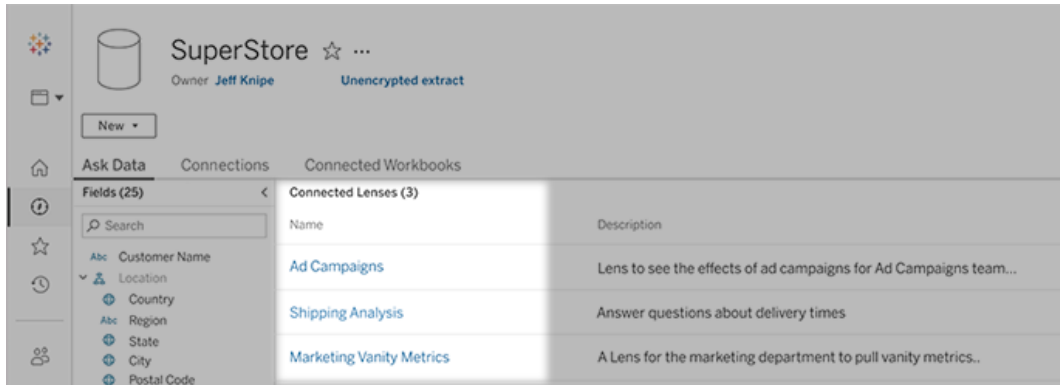 SuperStore ☆ ...
Owner Jeff Knipe Unencrypted extract
New
Ask Data Connections Connected Workbooks
Fields (25)
Search
Abc Customer Name
Location
Country
Abc Region
State
City
Postal Code
Connected Lenses (3)
Name Description
Ad Campaigns Lens to see the effects of ad campaigns for Ad Campaigns team...
Shipping Analysis Answer questions about delivery times
Marketing Vanity Metrics A Lens for the marketing department to pull vanity metrics..